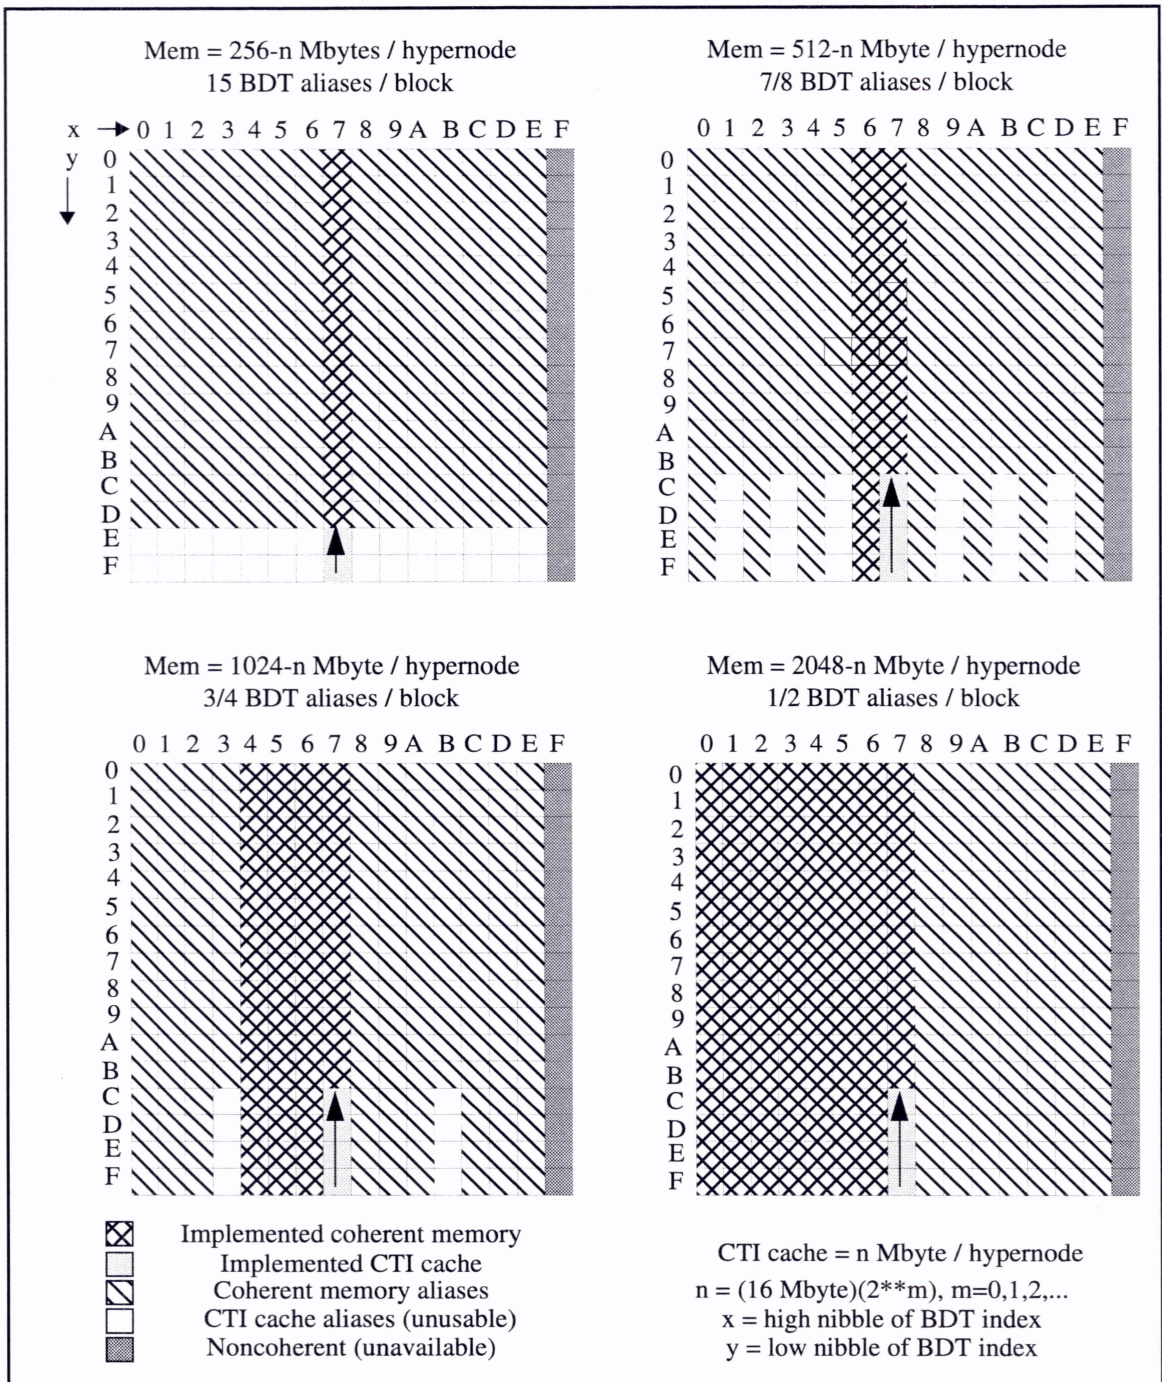 Mem = 256-n Mbytes / hypernode
15 BDT aliases / block
x 0 1 2 3 4 5 6 7 8 9 A B C D E F
y
0
1
2
3
4
5
6
7
8
9
A
B
C
D
E
F
Mem = 512-n Mbyte / hypernode
7/8 BDT aliases / block
0 1 2 3 4 5 6 7 8 9 A B C D E F
0
1
2
3
4
5
6
7
8
9
A
B
C
D
E
F
Mem = 1024-n Mbyte / hypernode
3/4 BDT aliases / block
0 1 2 3 4 5 6 7 8 9 A B C D E F
0
1
2
3
4
5
6
7
8
9
A
B
C
D
E
F
Mem = 2048-n Mbyte / hypernode
1/2 BDT aliases / block
0 1 2 3 4 5 6 7 8 9 A B C D E F
0
1
2
3
4
5
6
7
8
9
A
B
C
D
E
F
Implemented coherent memory
Implemented CTI cache
Coherent memory aliases
CTI cache aliases (unusable)
Noncoherent (unavailable)
CTI cache = n Mbyte / hypernode
n = (16 Mbyte)(2**m), m=0,1,2,...
x = high nibble of BDT index
y = low nibble of BDT index